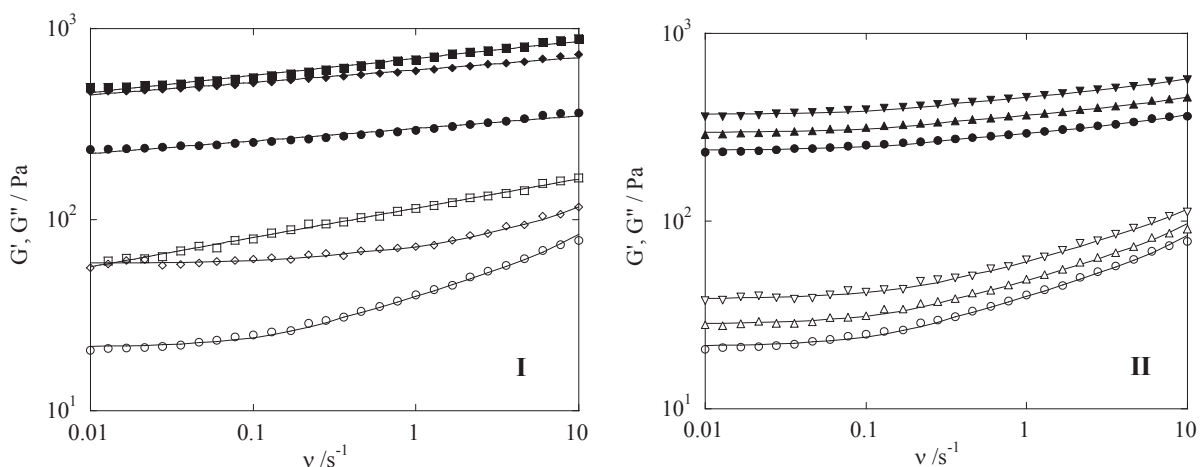 10³
10²
10¹
G', G'' / Pa
0.01 0.1 1 10
ν /s⁻¹
I
10³
10²
10¹
G', G'' / Pa
0.01 0.1 1 10
ν /s⁻¹
II